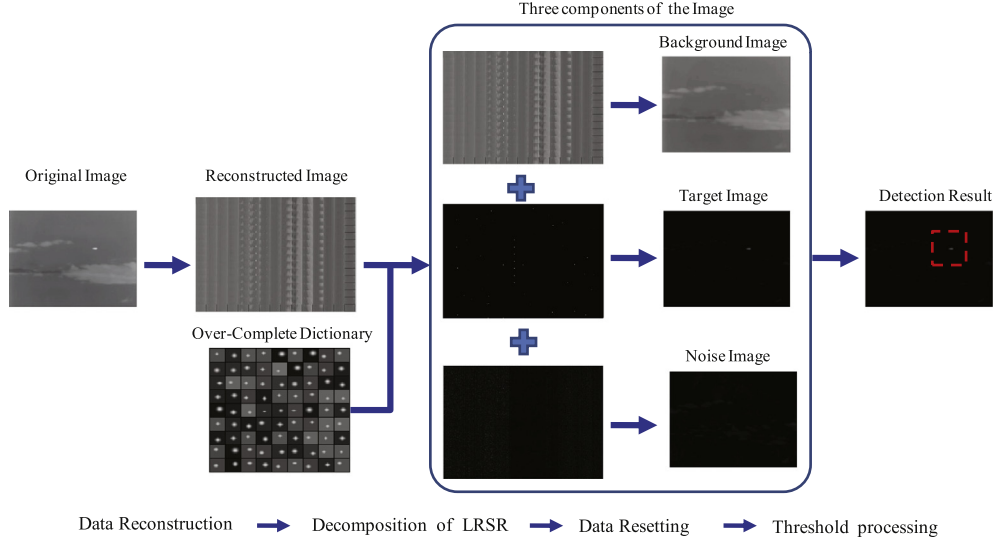 Three components of the Image
Background Image
Original Image
Reconstructed Image
Target Image
Detection Result
Over-Complete Dictionary
Noise Image
Data Reconstruction
Decomposition of LRSR
Data Resetting
Threshold processing